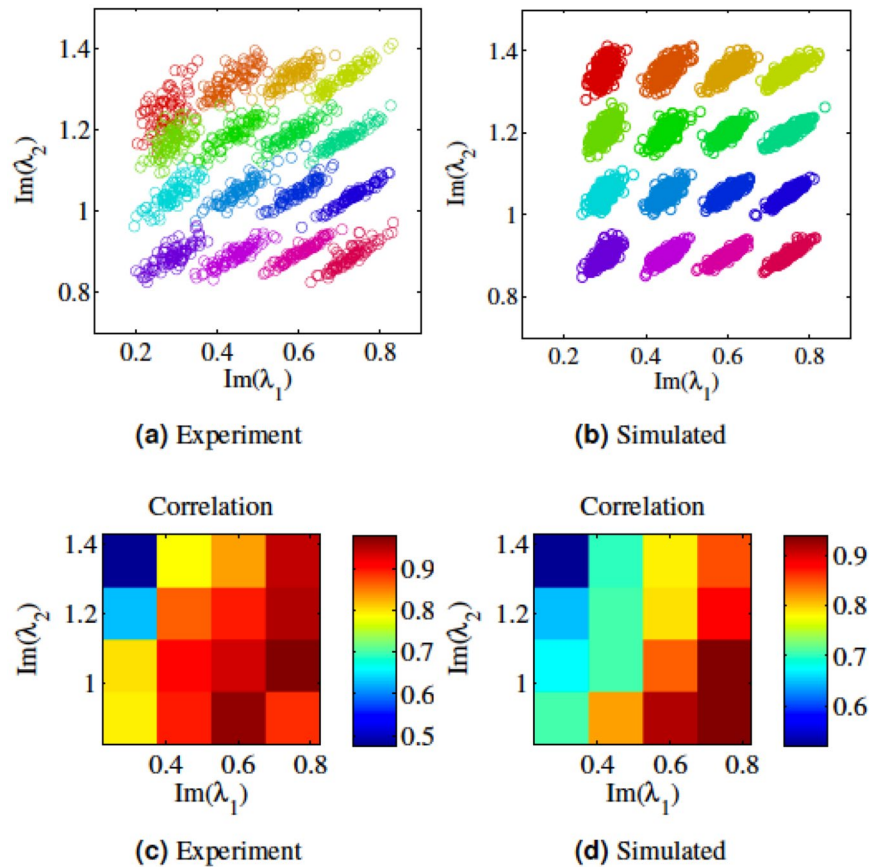 1.4
1.2
1
0.8
Im(λ₂)
0.2 0.4 0.6 0.8
Im(λ₁)
(a) Experiment
1.4
1.2
1
0.8
Im(λ₂)
0.2 0.4 0.6 0.8
Im(λ₁)
(b) Simulated
Correlation
1.4
1.2
1
Im(λ₂)
0.4 0.6 0.8
Im(λ₁)
0.9
0.8
0.7
0.6
0.5
(c) Experiment
Correlation
1.4
1.2
1
Im(λ₂)
0.4 0.6 0.8
Im(λ₁)
0.9
0.8
0.7
0.6
(d) Simulated